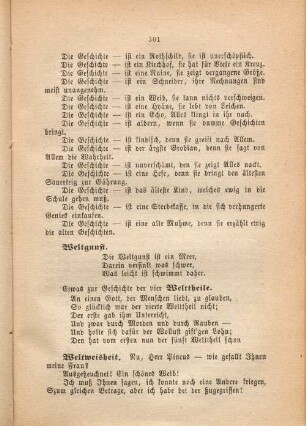 301
Die Geschichte — ist ein Rothschild, sie ist unerschöpflich.
Die Geschichte — ist ein Kirchhof, sie hat für Viele ein Kreuz.
Die Geschichte — ist eine Ruine, sie zeigt vergangene Größe.
Die Geschichte — ist ein Schneider, ihre Rechnungen sind
meist unangenehm.
Die Geschichte — ist ein Weib, sie kann nichts verschweigen.
Die Geschichte — ist eine Hyäne, sie lebt von Leichen.
Die Geschichte — ist ein Echo, Alles klingt in ihr nach.
Die Geschichte — ist albern, wenn sie dumme Geschichten
bringt.
Die Geschichte — ist kindisch, denn sie greift nach Allem.
Die Geschichte — ist der ärgste Grobian, denn sie sagt von
Allem die Wahrheit.
Die Geschichte — ist unverschämt, den sie zeigt Alles nackt.
Die Geschichte — ist eine Hefe, denn sie bringt den ältesten
Sauerteig zur Gährung.
Die Geschichte — ist das älteste Kind, welches ewig in die
Schule gehen muß.
Die Geschichte — ist eine Sterbekasse, in die sich verhungerte
Genies einkaufen.
Die Geschichte — ist eine alte Muhme, denn sie erzählt ewig die
alten Geschichten.
Weltgunst.
Die Weltgunst ist ein Meer,
Darein versinkt was schwer,
Was leicht ist schwimmt daher.
Etwas zur Geschichte der vier Welttheile.
An einen Gott, der Menschen liebt, zu glauben,
So glücklich war der vierte Welttheil nicht;
Der erste gab ihm Unterricht,
Und zwar durch Morden und durch Rauben —
Und holte sich dafür der Wollust gift'gen Lohn;
Den hat vom ersten nun der fünft Welttheil schon
Weltweisheit. Nu, Herr Pincus — wie gefallt Ihnen
meine Frau?
Ausgezeichnet! Ein schönes Weib!
Ich muß Ihnen sagen, ich konnte noch eine Andere kriegen,
Szum gleichen Betrage, aber ich habe bei der zugegriffen!